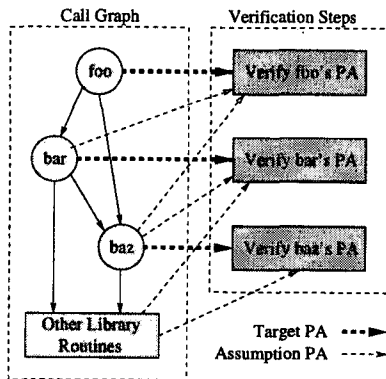 Call Graph
Verification Steps
foo
Verify foo's PA
bar
Verify bar's PA
baz
Verify baz's PA
Other Library
Routines
Target PA
Assumption PA